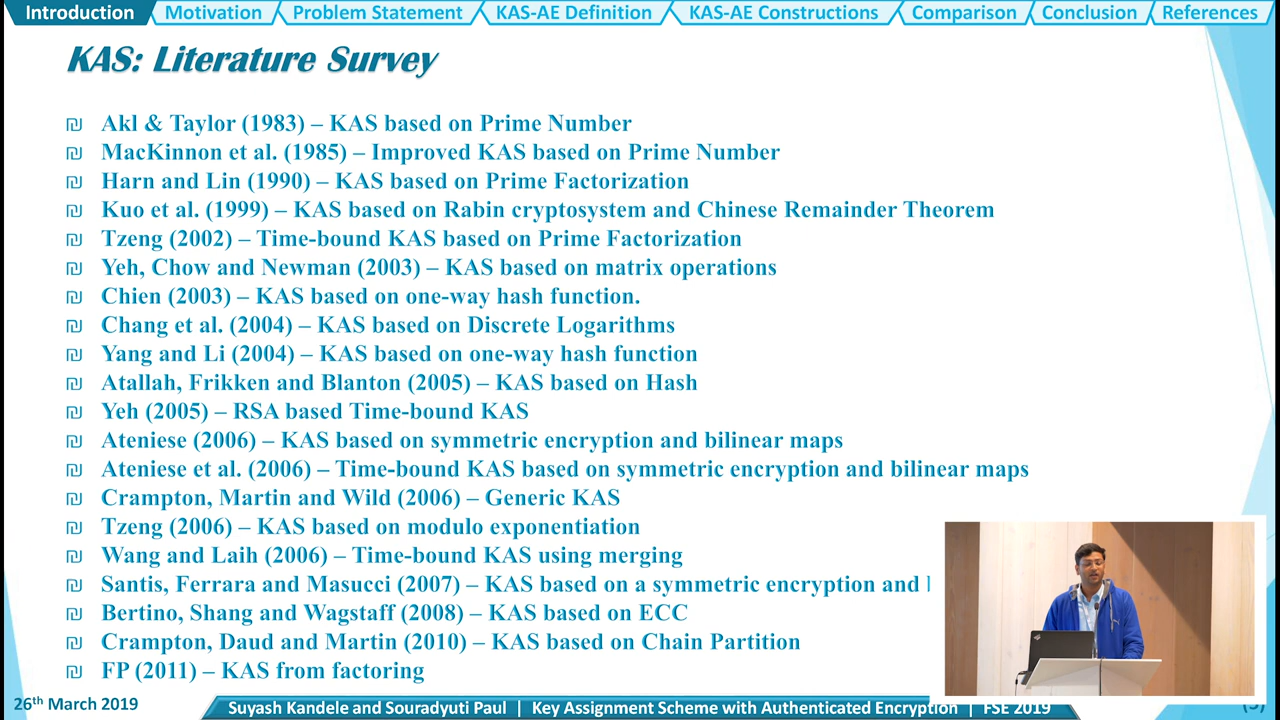 Introduction Motivation Problem Statement KAS-AE Definition KAS-AE Constructions Comparison Conclusion References
KAS: Literature Survey
Akl & Taylor (1983) – KAS based on Prime Number
MacKinnon et al. (1985) – Improved KAS based on Prime Number
Harn and Lin (1990) – KAS based on Prime Factorization
Kuo et al. (1999) – KAS based on Rabin cryptosystem and Chinese Remainder Theorem
Tzeng (2002) – Time-bound KAS based on Prime Factorization
Yeh, Chow and Newman (2003) – KAS based on matrix operations
Chien (2003) – KAS based on one-way hash function.
Chang et al. (2004) – KAS based on Discrete Logarithms
Yang and Li (2004) – KAS based on one-way hash function
Atallah, Frikken and Blanton (2005) – KAS based on Hash
Yeh (2005) – RSA based Time-bound KAS
Ateniese (2006) – KAS based on symmetric encryption and bilinear maps
Ateniese et al. (2006) – Time-bound KAS based on symmetric encryption and bilinear maps
Crampton, Martin and Wild (2006) – Generic KAS
Tzeng (2006) – KAS based on modulo exponentiation
Wang and Laih (2006) – Time-bound KAS using merging
Santis, Ferrara and Masucci (2007) – KAS based on a symmetric encryption and
Bertino, Shang and Wagstaff (2008) – KAS based on ECC
Crampton, Daud and Martin (2010) – KAS based on Chain Partition
FP (2011) – KAS from factoring
26th March 2019 Suyash Kandele and Souradyuti Paul | Key Assignment Scheme with Authenticated Encryption | FSE 2019